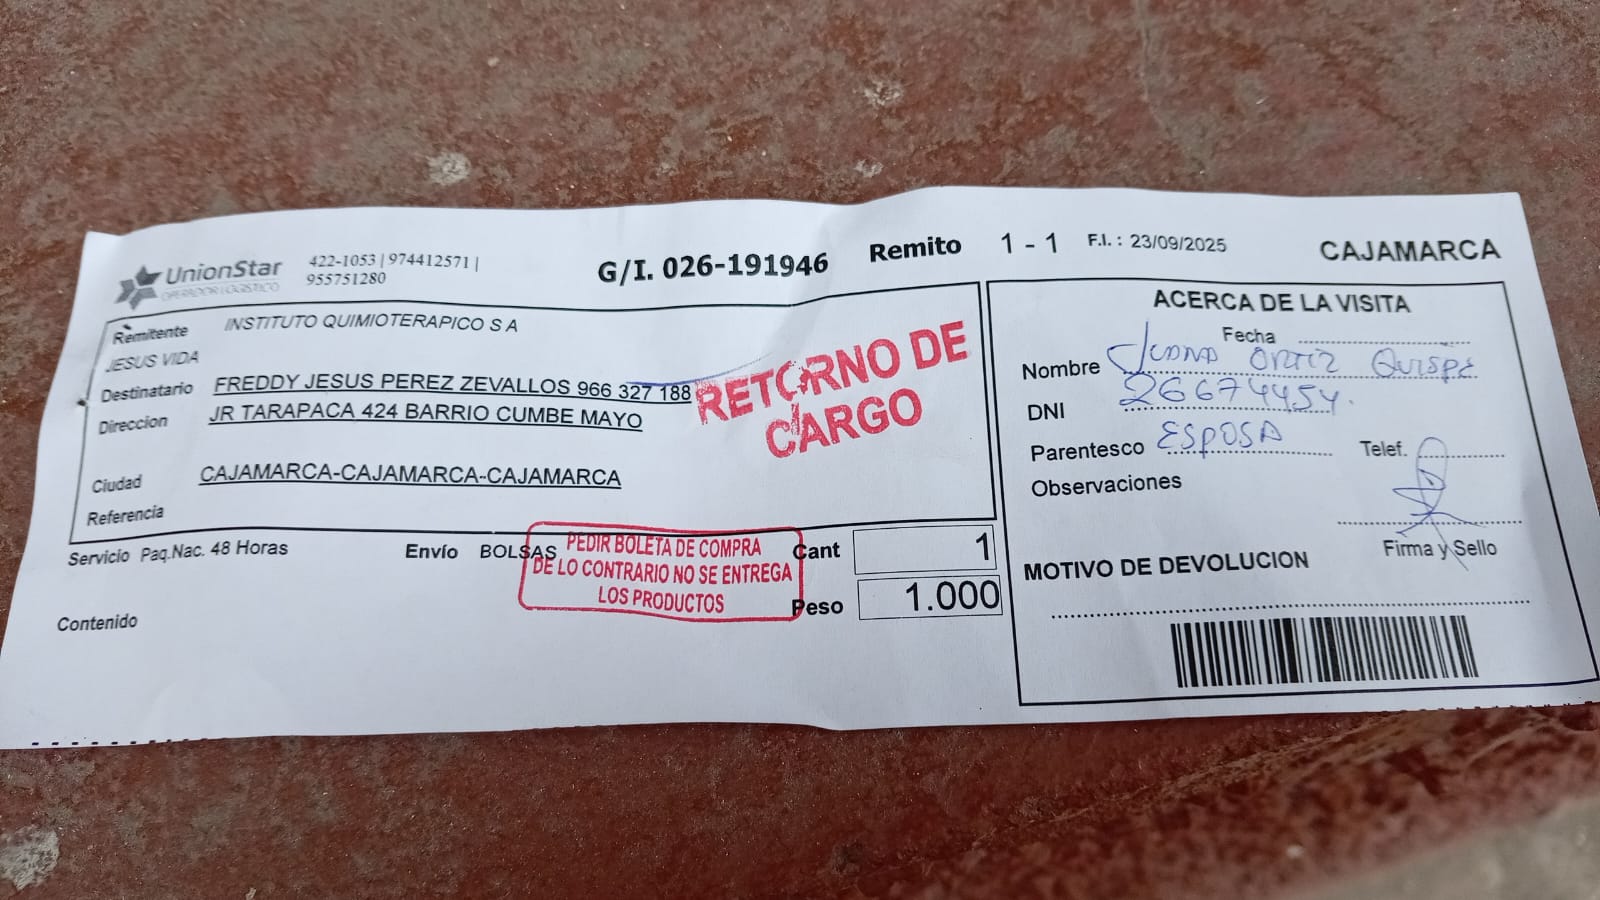 UnionStar
OPERADOR LOGISTICO
422-1053 | 974412571 |
955751280
G/I. 026-191946
Remito 1 - 1
F.I. : 23/09/2025
CAJAMARCA
Remitente INSTITUTO QUIMIOTERAPICO S A
JESUS VIDA
Destinatario FREDDY JESUS PEREZ ZEVALLOS 966 327 188
Direccion JR TARAPACA 424 BARRIO CUMBE MAYO
Ciudad CAJAMARCA-CAJAMARCA-CAJAMARCA
Referencia
RETORNO DE
CARGO
Servicio Paq.Nac. 48 Horas
Envío BOLSAS
PEDIR BOLETA DE COMPRA
DE LO CONTRARIO NO SE ENTREGA
LOS PRODUCTOS
Cant 1
Peso 1.000
Contenido
ACERCA DE LA VISITA
Fecha
Nombre Juana Ortiz Quispe
DNI 26674454.
Parentesco ESPOSA
Telef.
Observaciones
Firma y Sello
MOTIVO DE DEVOLUCION